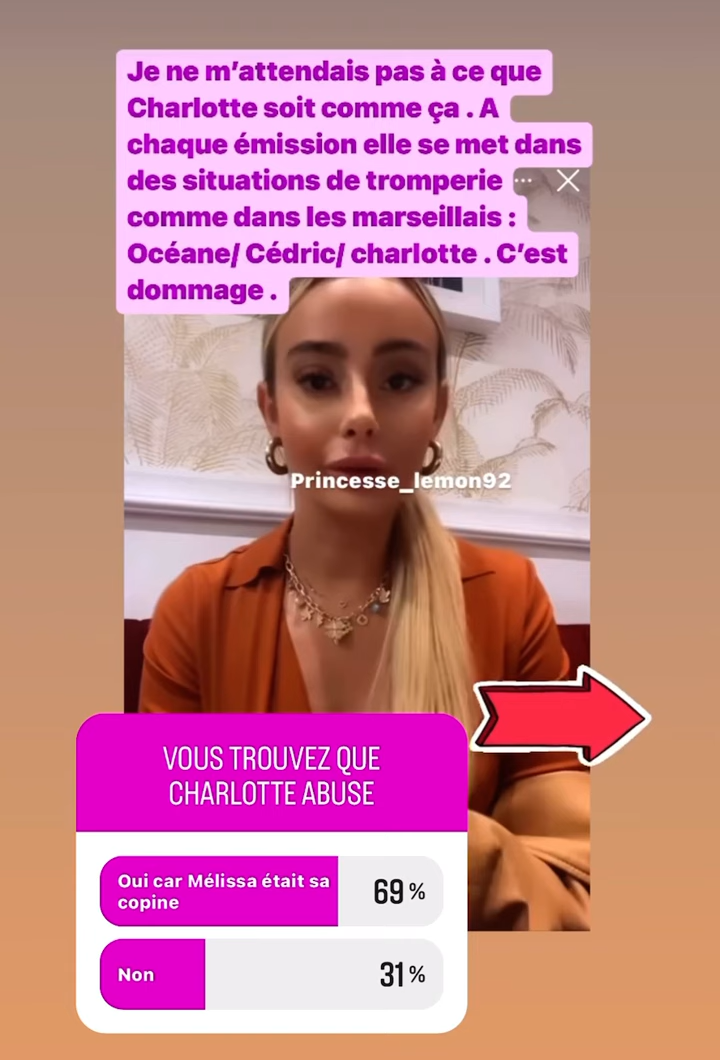 Je ne m’attendais pas à ce que
Charlotte soit comme ça . A
chaque émission elle se met dans
des situations de tromperie
comme dans les marseillais :
Océane/ Cédric/ charlotte . C’est
dommage .
Princesse_lemon92
VOUS TROUVEZ QUE
CHARLOTTE ABUSE
Oui car Mélissa était sa
copine
69%
Non
31%